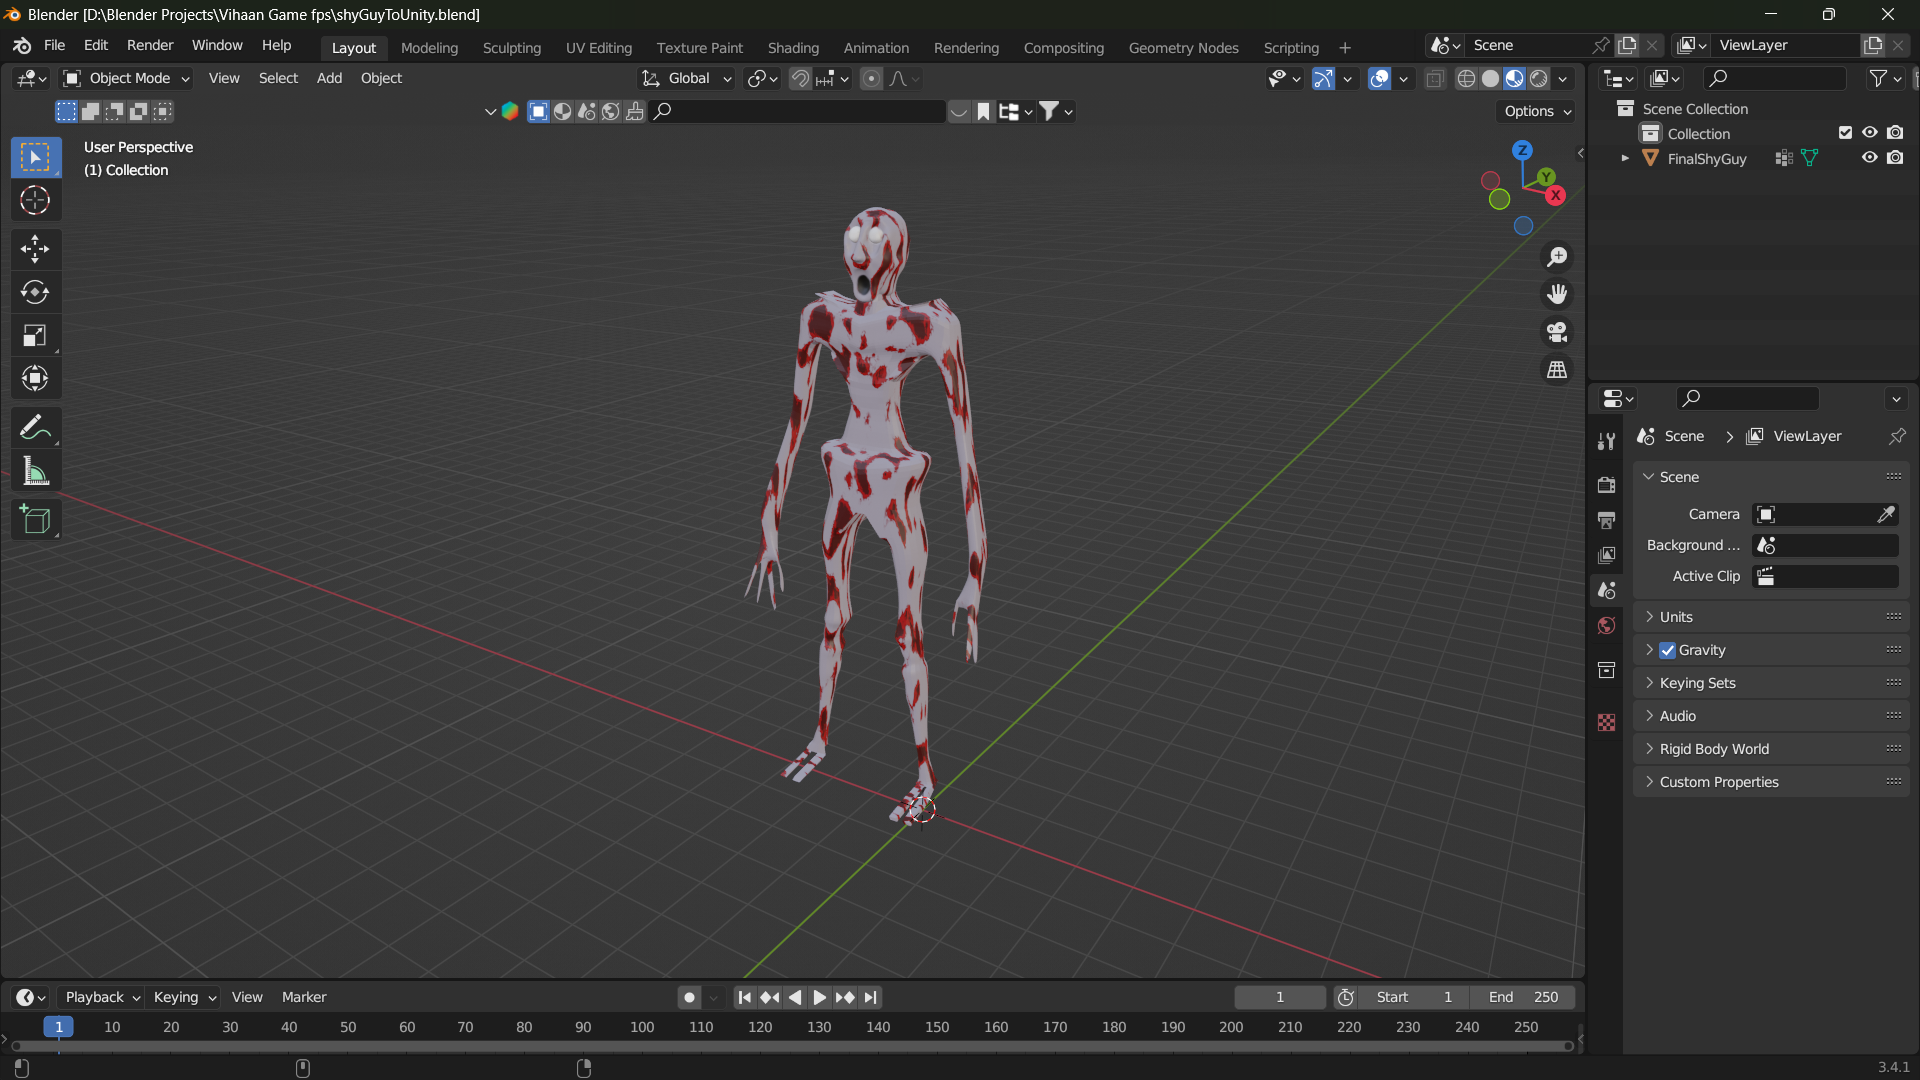 Blender [D:\Blender Projects\Vihaan Game fps\shyGuyToUnity.blend]
File Edit Render Window Help Layout Modeling Sculpting UV Editing Texture Paint Shading Animation Rendering Compositing Geometry Nodes Scripting + Scene ViewLayer
Object Mode View Select Add Object Global
Options
User Perspective
(1) Collection
Z
Y
X
Scene Collection
Collection
FinalShyGuy
Scene > ViewLayer
Scene
Camera
Background ...
Active Clip
Units
Gravity
Keying Sets
Audio
Rigid Body World
Custom Properties
Playback Keying View Marker 1 Start 1 End 250
1 10 20 30 40 50 60 70 80 90 100 110 120 130 140 150 160 170 180 190 200 210 220 230 240 250
3.4.1